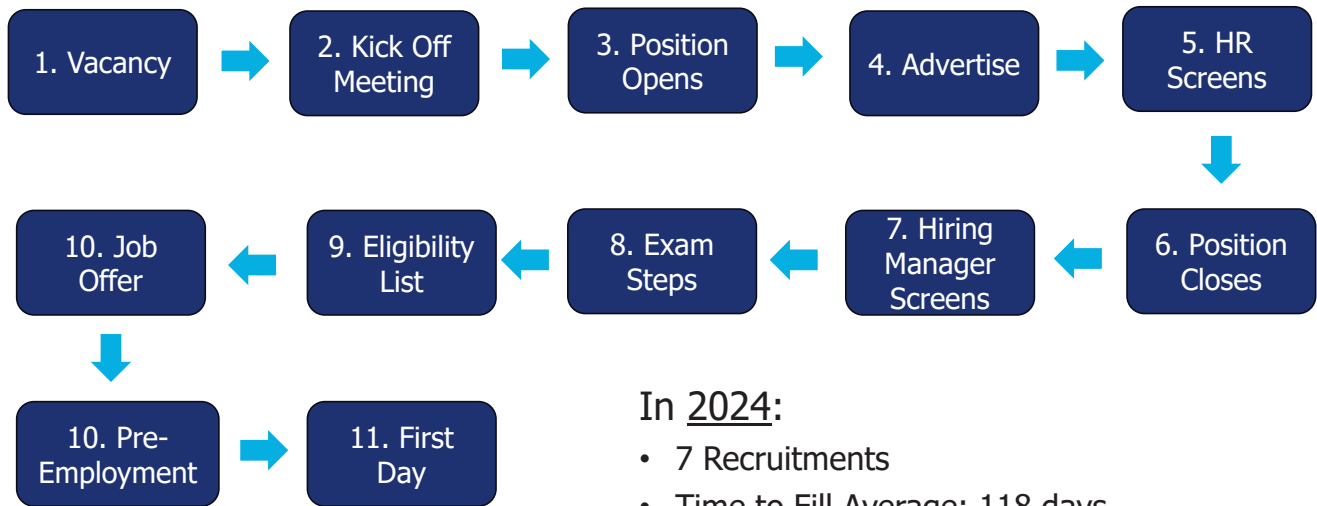 1. Vacancy
2. Kick Off
Meeting
3. Position
Opens
4. Advertise
5. HR
Screens
6. Position
Closes
7. Hiring
Manager
Screens
8. Exam
Steps
9. Eligibility
List
10. Job
Offer
10. Pre-
Employment
11. First
Day
In 2024:
• 7 Recruitments
• Time to Fill Average: 118 days